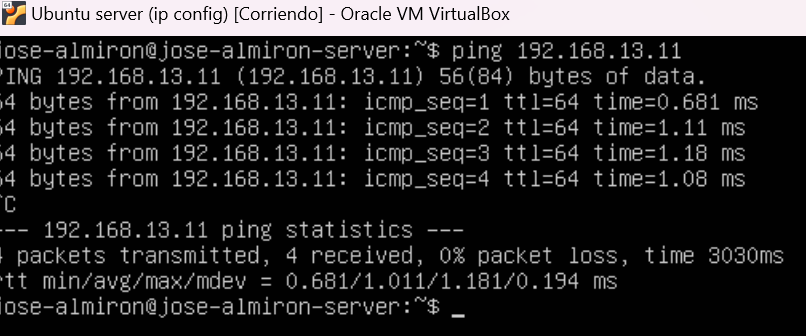 Ubuntu server (ip config) [Corriendo] - Oracle VM VirtualBox
jose-almiron@jose-almiron-server:~$ ping 192.168.13.11
PING 192.168.13.11 (192.168.13.11) 56(84) bytes of data.
64 bytes from 192.168.13.11: icmp_seq=1 ttl=64 time=0.681 ms
64 bytes from 192.168.13.11: icmp_seq=2 ttl=64 time=1.11 ms
64 bytes from 192.168.13.11: icmp_seq=3 ttl=64 time=1.18 ms
64 bytes from 192.168.13.11: icmp_seq=4 ttl=64 time=1.08 ms
^C
--- 192.168.13.11 ping statistics ---
4 packets transmitted, 4 received, 0% packet loss, time 3030ms
rtt min/avg/max/mdev = 0.681/1.011/1.181/0.194 ms
jose-almiron@jose-almiron-server:~$ _